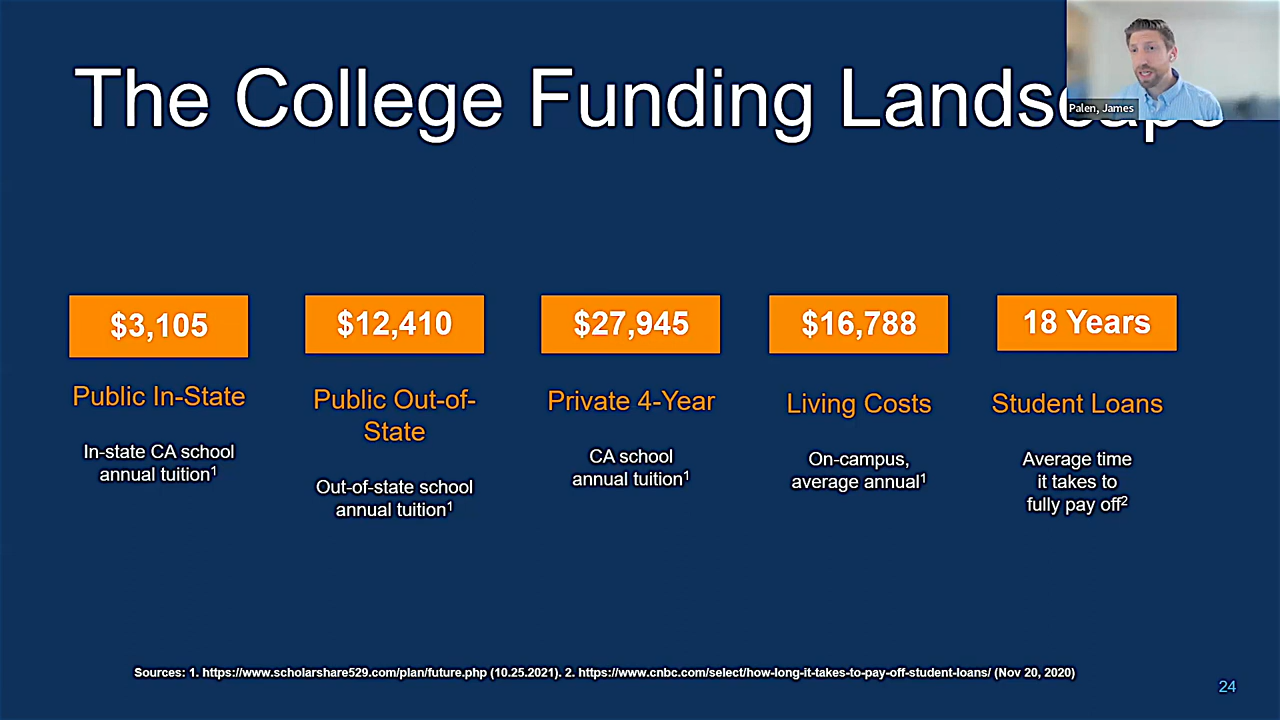 The College Funding Landscape
Palen, James
$3,105
Public In-State
In-state CA school
annual tuition1
$12,410
Public Out-of-
State
Out-of-state school
annual tuition1
$27,945
Private 4-Year
CA school
annual tuition1
$16,788
Living Costs
On-campus,
average annual1
18 Years
Student Loans
Average time
it takes to
fully pay off2
Sources: 1. https://www.scholarshare529.com/plan/future.php (10.25.2021). 2. https://www.cnbc.com/select/how-long-it-takes-to-pay-off-student-loans/ (Nov 20, 2020)
24